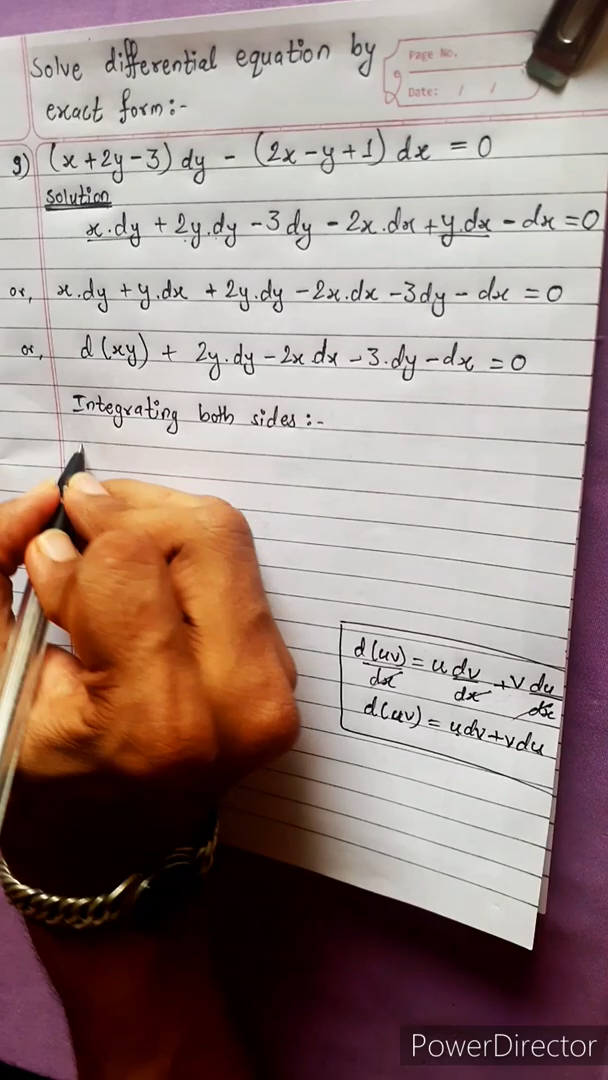 Solve differential equation by
exact form:-
Page No.
Date: / /
9) (x+2y-3) dy - (2x-y+1) dx = 0
Solution
x.dy + 2y.dy - 3dy - 2x.dx + y.dx - dx = 0
or, x.dy + y.dx + 2y.dy - 2x.dx - 3dy - dx = 0
or, d(xy) + 2y.dy - 2x.dx - 3.dy - dx = 0
Integrating both sides:-
d(uv)/dx = u dv/dx + v du/dx
d(uv) = udv + vdu
PowerDirector